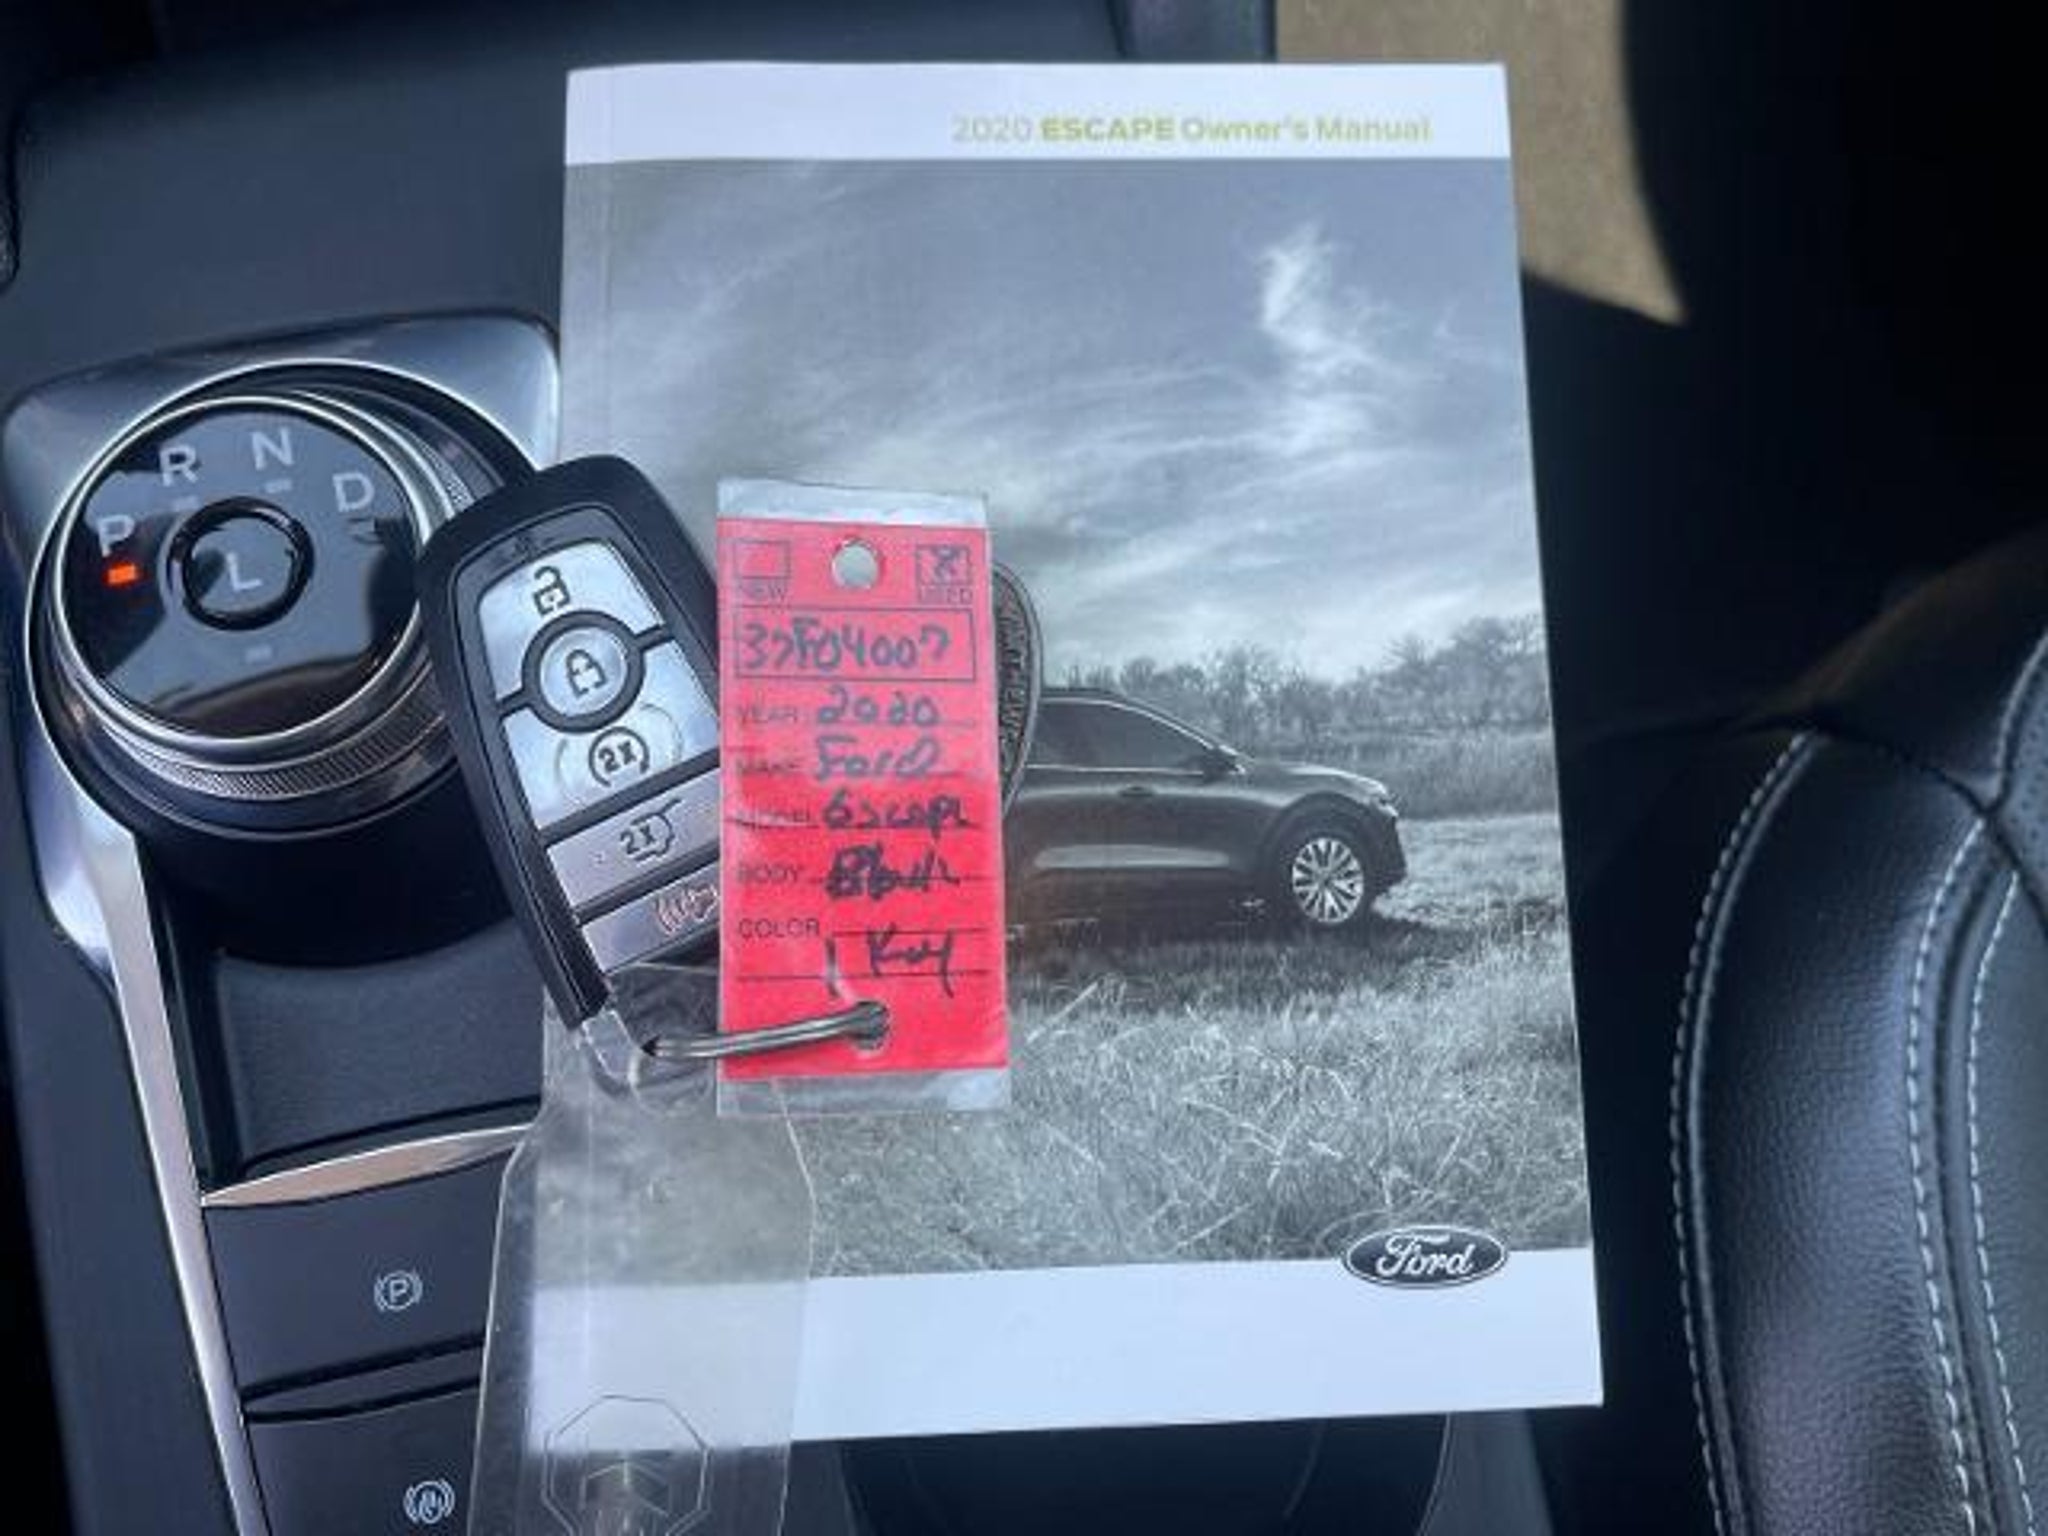 2020 ESCAPE Owner's Manual
R N D
P
L
2x
2x
NEW USED
37F04007
YEAR 2020
MAKE Ford
MODEL Escape
BODY Black
COLOR
1 Key
P
Ford